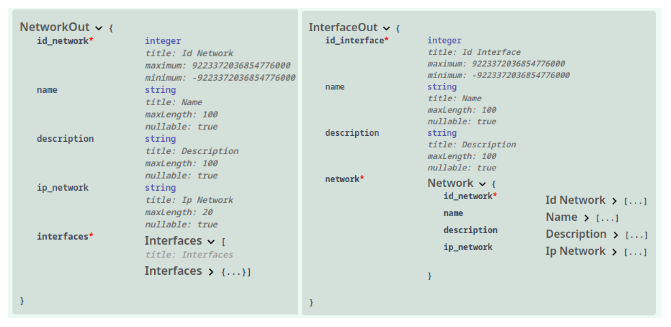 NetworkOut {
id_network* integer
title: Id Network
maximum: 9223372036854776000
minimum: -9223372036854776000
name string
title: Name
maxLength: 100
nullable: true
description string
title: Description
maxLength: 100
nullable: true
ip_network string
title: Ip Network
maxLength: 20
nullable: true
interfaces* Interfaces [
title: Interfaces
Interfaces > {...}]
}
InterfaceOut {
id_interface* integer
title: Id Interface
maximum: 9223372036854776000
minimum: -9223372036854776000
name string
title: Name
maxLength: 100
nullable: true
description string
title: Description
maxLength: 100
nullable: true
network* Network {
id_network* Id Network > [...]
name Name > [...]
description Description > [...]
ip_network Ip Network > [...]
}
}